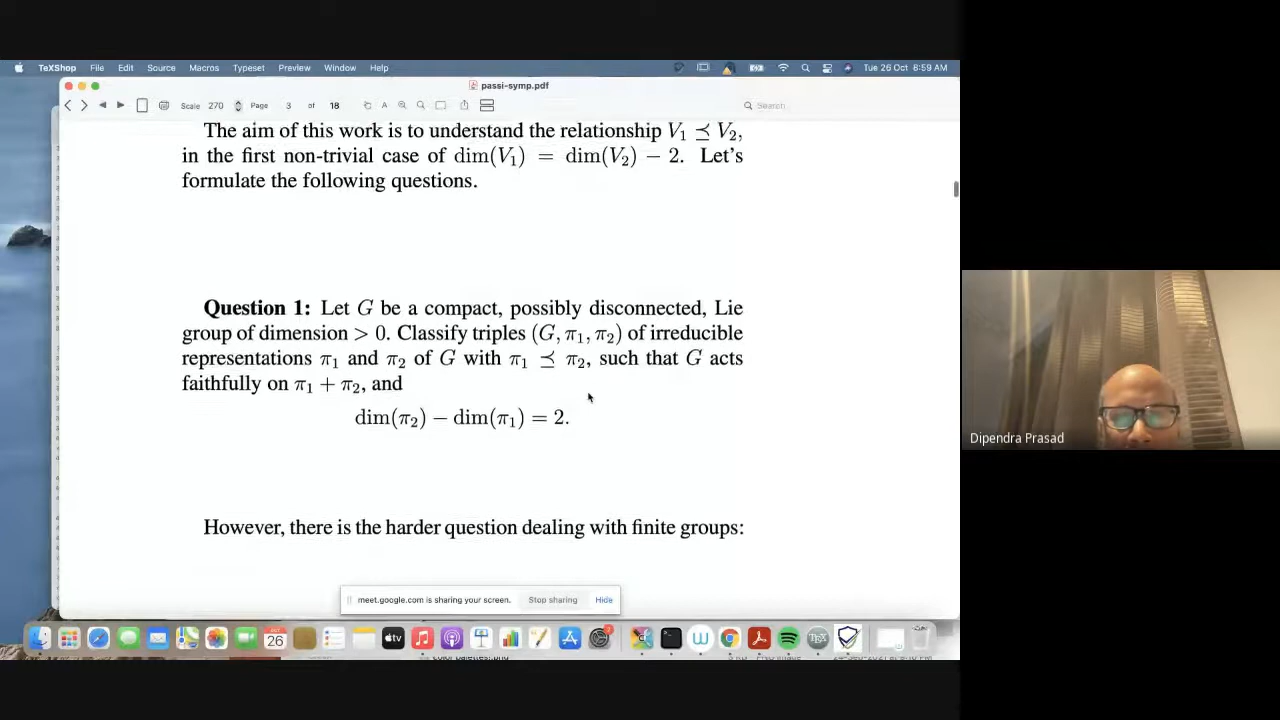 TeXShop File Edit Source Macros Typeset Preview Window Help Tue 26 Oct 8:59 AM
passi-symp.pdf
Scale 270 Page 3 of 18 Search
The aim of this work is to understand the relationship V₁ ⪯ V₂,
in the first non-trivial case of dim(V₁) = dim(V₂) − 2. Let's
formulate the following questions.
Question 1: Let G be a compact, possibly disconnected, Lie
group of dimension > 0. Classify triples (G, π₁, π₂) of irreducible
representations π₁ and π₂ of G with π₁ ⪯ π₂, such that G acts
faithfully on π₁ + π₂, and
dim(π₂) − dim(π₁) = 2.
However, there is the harder question dealing with finite groups:
meet.google.com is sharing your screen. Stop sharing Hide
Dipendra Prasad